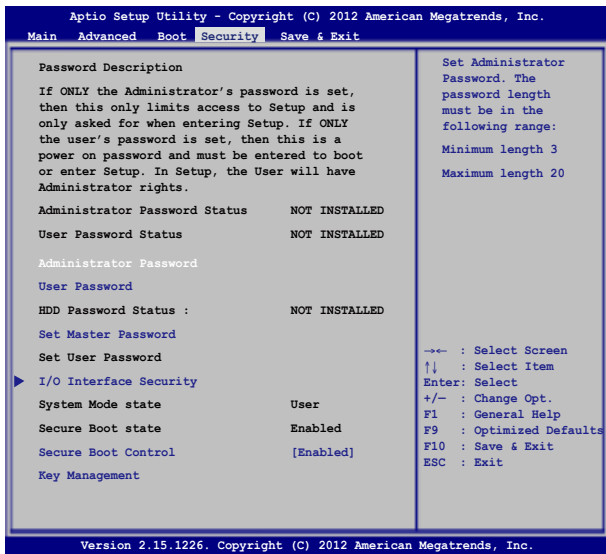 Aptio Setup Utility - Copyright (C) 2012 American Megatrends, Inc.
Main Advanced Boot Security Save & Exit
Password Description
If ONLY the Administrator's password is set,
then this only limits access to Setup and is
only asked for when entering Setup. If ONLY
the user's password is set, then this is a
power on password and must be entered to boot
or enter Setup. In Setup, the User will have
Administrator rights.
Administrator Password Status NOT INSTALLED
User Password Status NOT INSTALLED
Administrator Password
User Password
HDD Password Status : NOT INSTALLED
Set Master Password
Set User Password
I/O Interface Security
System Mode state User
Secure Boot state Enabled
Secure Boot Control [Enabled]
Key Management
Set Administrator
Password. The
password length
must be in the
following range:
Minimum length 3
Maximum length 20
→← : Select Screen
↑↓ : Select Item
Enter: Select
+/— : Change Opt.
F1 : General Help
F9 : Optimized Defaults
F10 : Save & Exit
ESC : Exit
Version 2.15.1226. Copyright (C) 2012 American Megatrends, Inc.